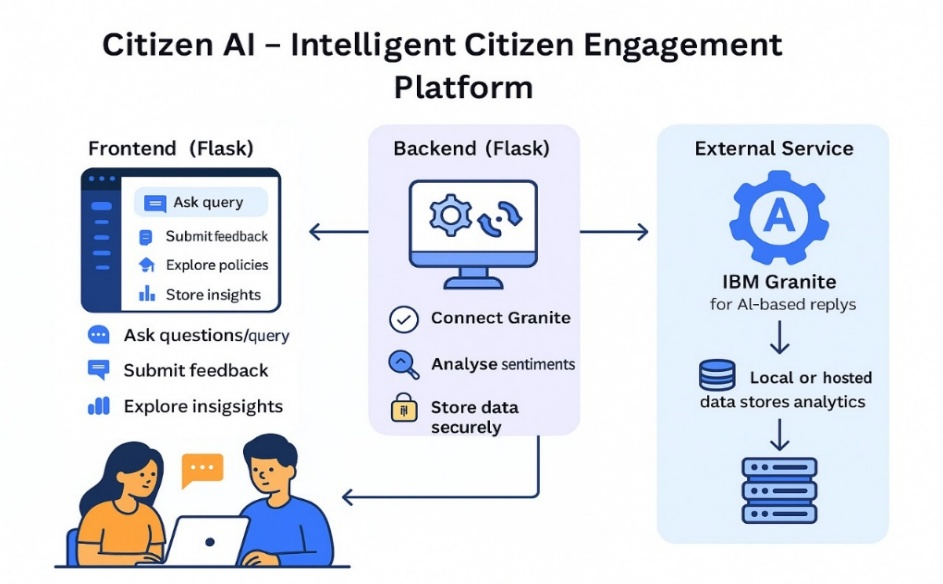 Citizen AI – Intelligent Citizen Engagement
Platform
Frontend (Flask)
Ask query
Submit feedback
Explore policies
Store insights
Ask questions/query
Submit feedback
Explore insigsights
Backend (Flask)
Connect Granite
Analyse sentiments
Store data
securely
External Service
A
IBM Granite
for AI-based replys
Local or hosted
data stores analytics